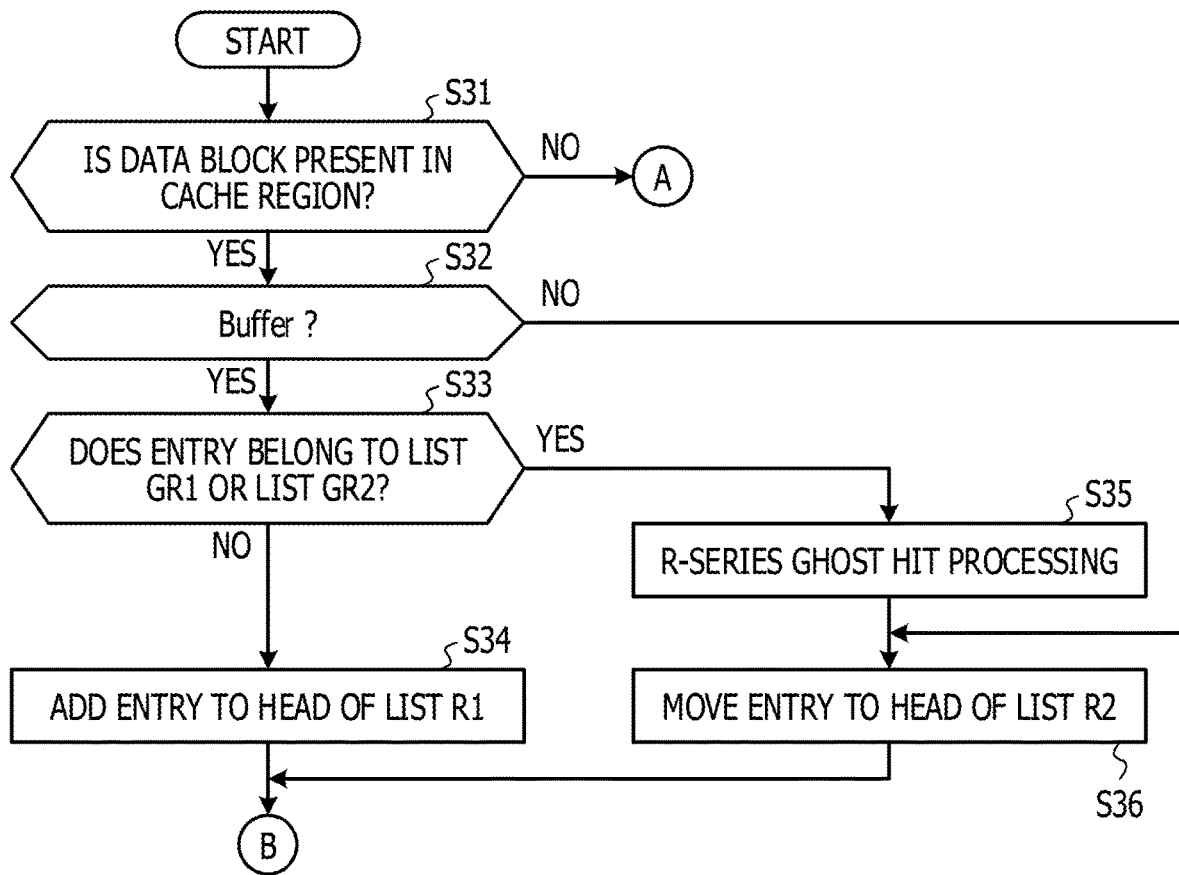 START
S31
IS DATA BLOCK PRESENT IN
CACHE REGION?
NO
A
YES
S32
Buffer ?
NO
YES
S33
DOES ENTRY BELONG TO LIST
GR1 OR LIST GR2?
YES
NO
S35
R-SERIES GHOST HIT PROCESSING
S34
ADD ENTRY TO HEAD OF LIST R1
MOVE ENTRY TO HEAD OF LIST R2
S36
B